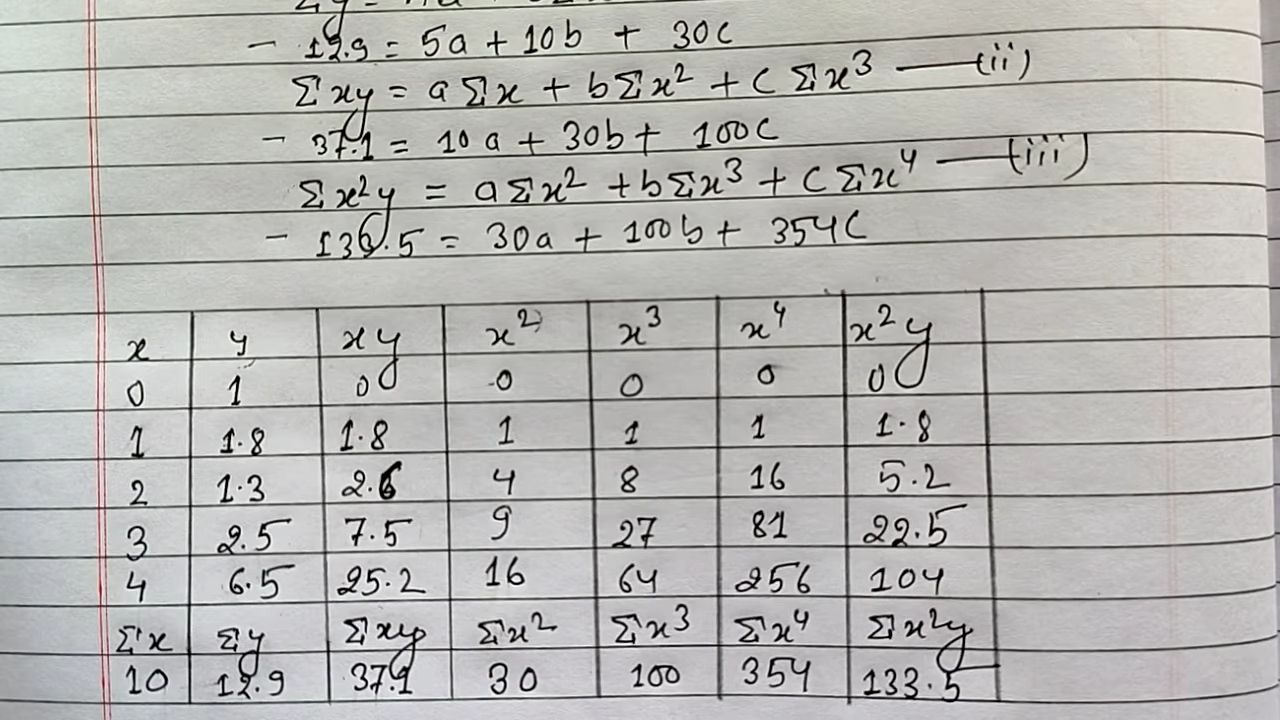 - 12.9 = 5a + 10b + 30c
Σxy = aΣx + bΣx² + cΣx³ —(ii)
- 37.1 = 10a + 30b + 100c
Σx²y = aΣx² + bΣx³ + cΣx⁴ —(iii)
- 130.5 = 30a + 100b + 354c
x y xy x² x³ x⁴ x²y
0 1 0 0 0 0 0
1 1.8 1.8 1 1 1 1.8
2 1.3 2.6 4 8 16 5.2
3 2.5 7.5 9 27 81 22.5
4 6.5 25.2 16 64 256 104
Σx Σy Σxy Σx² Σx³ Σx⁴ Σx²y
10 12.9 37.1 30 100 354 133.5